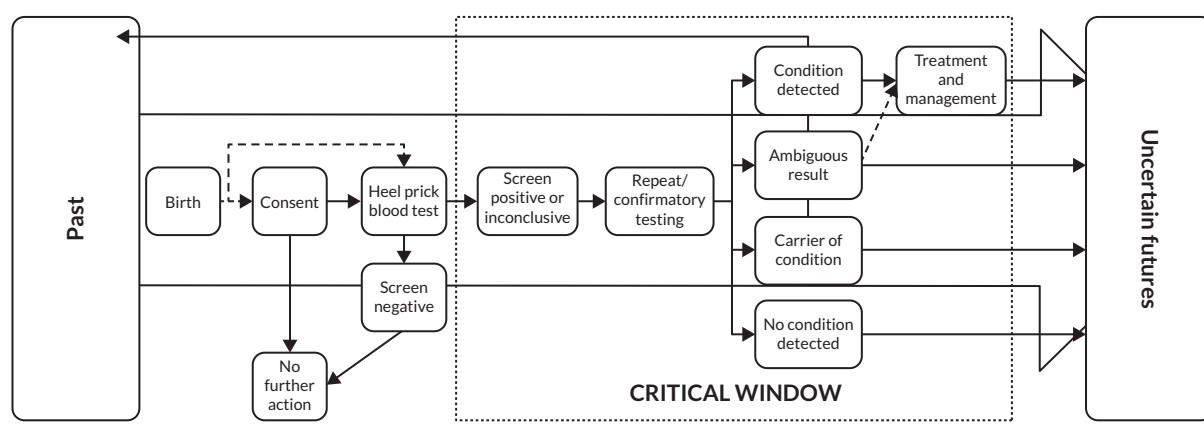 Past
Birth
Consent
Heel prick
blood test
Screen
negative
No
further
action
Screen
positive or
inconclusive
Repeat/
confirmatory
testing
Condition
detected
Treatment
and
management
Ambiguous
result
Carrier of
condition
No condition
detected
CRITICAL WINDOW
Uncertain futures